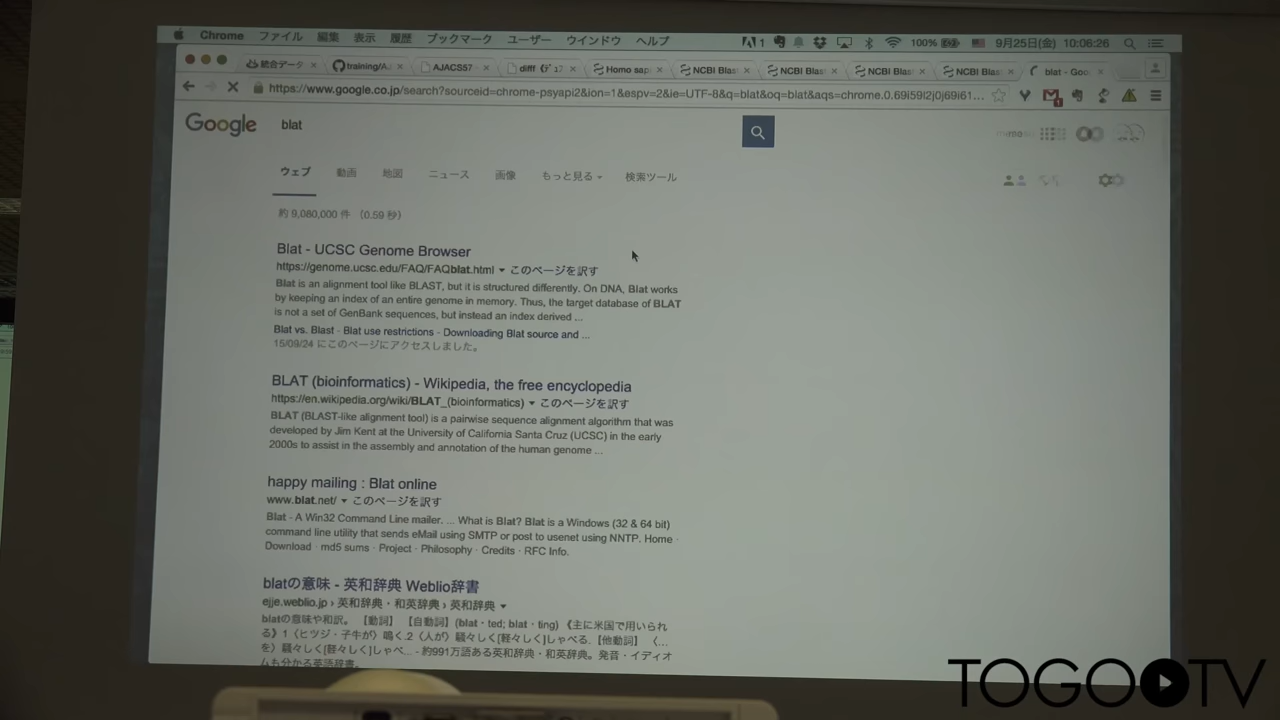 Chrome ファイル 編集 表示 履歴 ブックマーク ユーザー ウインドウ ヘルプ 1 100% 9月25日(金) 10:06:26
統合データ training/A AJACS57 diff Homo sap NCBI Blas NCBI Blas NCBI Blas NCBI Blas blat - Goo
https://www.google.co.jp/search?sourceid=chrome-psyapi2&ion=1&espv=2&ie=UTF-8&q=blat&oq=blat&aqs=chrome.0.69i59l2j0j69i61...
Google blat
ウェブ 動画 地図 ニュース 画像 もっと見る 検索ツール
約 9,080,000 件 (0.59 秒)
Blat - UCSC Genome Browser
https://genome.ucsc.edu/FAQ/FAQblat.html このページを訳す
Blat is an alignment tool like BLAST, but it is structured differently. On DNA, Blat works
by keeping an index of an entire genome in memory. Thus, the target database of BLAT
is not a set of GenBank sequences, but instead an index derived ...
Blat vs. Blast · Blat use restrictions · Downloading Blat source and ...
15/09/24 にこのページにアクセスしました。
BLAT (bioinformatics) - Wikipedia, the free encyclopedia
https://en.wikipedia.org/wiki/BLAT_(bioinformatics) このページを訳す
BLAT (BLAST-like alignment tool) is a pairwise sequence alignment algorithm that was
developed by Jim Kent at the University of California Santa Cruz (UCSC) in the early
2000s to assist in the assembly and annotation of the human genome ...
happy mailing : Blat online
www.blat.net/ このページを訳す
Blat - A Win32 Command Line mailer. ... What is Blat? Blat is a Windows (32 & 64 bit)
command line utility that sends eMail using SMTP or post to usenet using NNTP. Home ·
Download · md5 sums · Project · Philosophy · Credits · RFC Info.
blatの意味 - 英和辞典 Weblio辞書
ejje.weblio.jp › 英和辞典・和英辞典 › 英和辞典
blatの意味や和訳。 【動詞】 【自動詞】(blat・ted; blat・ting) 《主に米国で用いられ
る》1〈ヒツジ・子牛が〉鳴く.2〈人が〉騒々しく[軽々しく]しゃべる.【他動詞】 〈...
を〉騒々しく[軽々しく]しゃべ... - 約991万語ある英和辞典・和英辞典。発音・イディオ
ムも分かる英語辞書。
TOGO TV